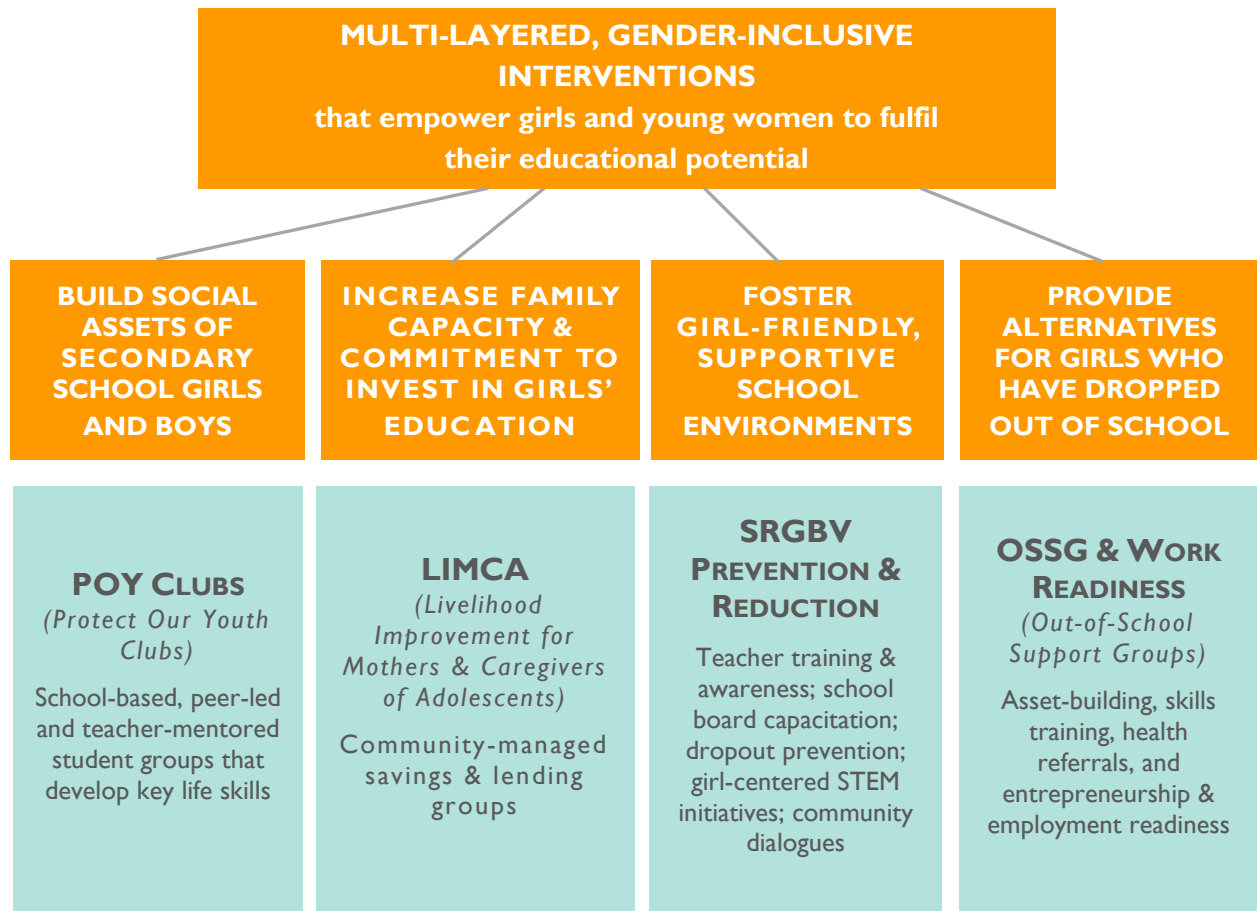 MULTI-LAYERED, GENDER-INCLUSIVE
INTERVENTIONS
that empower girls and young women to fulfil
their educational potential
BUILD SOCIAL
ASSETS OF
SECONDARY
SCHOOL GIRLS
AND BOYS
INCREASE FAMILY
CAPACITY &
COMMITMENT TO
INVEST IN GIRLS’
EDUCATION
FOSTER
GIRL-FRIENDLY,
SUPPORTIVE
SCHOOL
ENVIRONMENTS
PROVIDE
ALTERNATIVES
FOR GIRLS WHO
HAVE DROPPED
OUT OF SCHOOL
POY CLUBS
(Protect Our Youth
Clubs)
School-based, peer-led
and teacher-mentored
student groups that
develop key life skills
LIMCA
(Livelihood
Improvement for
Mothers & Caregivers
of Adolescents)
Community-managed
savings & lending
groups
SRGBV
PREVENTION &
REDUCTION
Teacher training &
awareness; school
board capacitation;
dropout prevention;
girl-centered STEM
initiatives; community
dialogues
OSSG & WORK
READINESS
(Out-of-School
Support Groups)
Asset-building, skills
training, health
referrals, and
entrepreneurship &
employment readiness